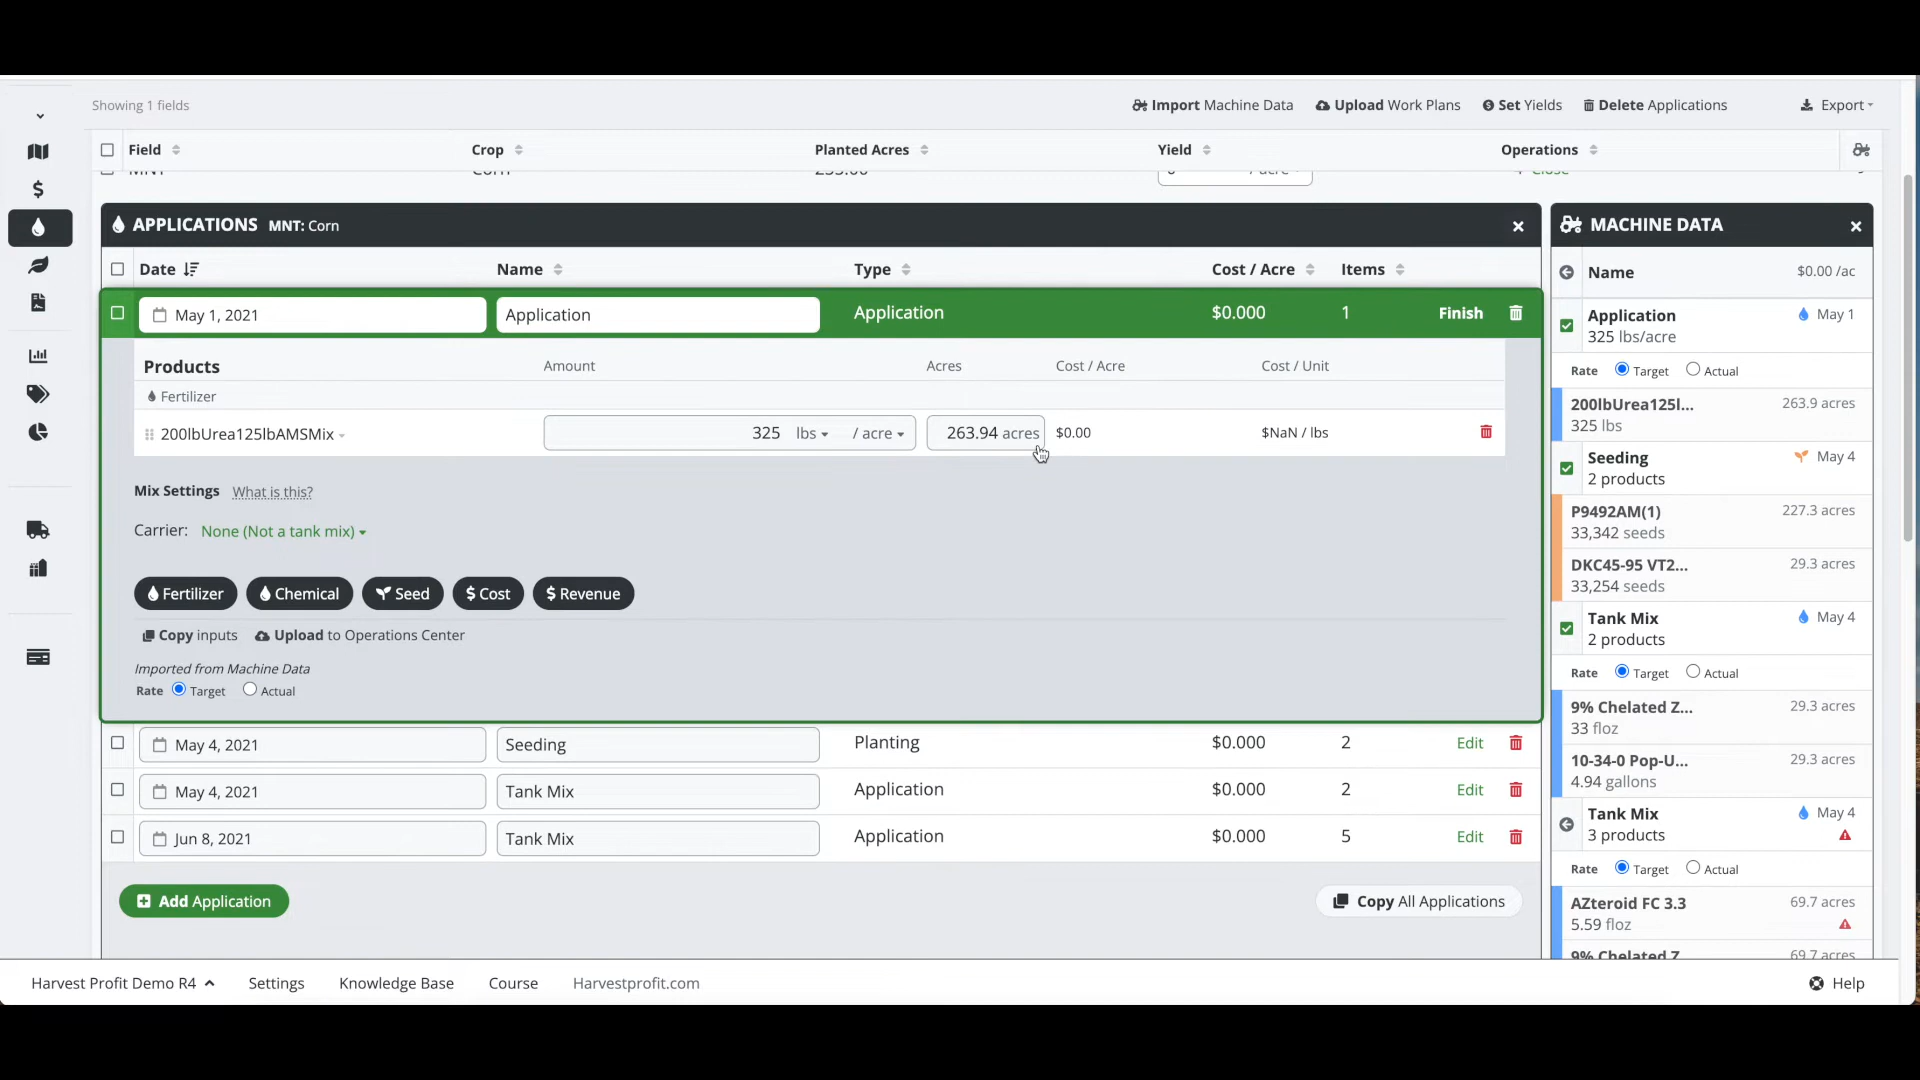 Showing 1 fields
Import Machine Data Upload Work Plans Set Yields Delete Applications Export
Field Crop Planted Acres Yield Operations
MNT Corn / acre Close
APPLICATIONS MNT: Corn
Date Name Type Cost / Acre Items
May 1, 2021 Application Application $0.000 1 Finish
Products Amount Acres Cost / Acre Cost / Unit
Fertilizer
200lbUrea125lbAMSMix 325 lbs / acre 263.94 acres $0.00 $NaN / lbs
Mix Settings What is this?
Carrier: None (Not a tank mix)
Fertilizer Chemical Seed $ Cost $ Revenue
Copy inputs Upload to Operations Center
Imported from Machine Data
Rate Target Actual
May 4, 2021 Seeding Planting $0.000 2 Edit
May 4, 2021 Tank Mix Application $0.000 2 Edit
Jun 8, 2021 Tank Mix Application $0.000 5 Edit
Add Application Copy All Applications
MACHINE DATA
Name $0.00 /ac
Application May 1
325 lbs/acre
Rate Target Actual
200lbUrea125l... 263.9 acres
325 lbs
Seeding May 4
2 products
P9492AM(1) 227.3 acres
33,342 seeds
DKC45-95 VT2... 29.3 acres
33,254 seeds
Tank Mix May 4
2 products
Rate Target Actual
9% Chelated Z... 29.3 acres
33 floz
10-34-0 Pop-U... 29.3 acres
4.94 gallons
Tank Mix May 4
3 products
Rate Target Actual
AZteroid FC 3.3 69.7 acres
5.59 floz
9% Chelated Z 69.7 acres
Harvest Profit Demo R4 Settings Knowledge Base Course Harvestprofit.com Help